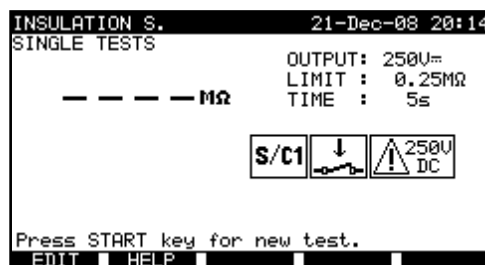 INSULATION S. 21-Dec-08 20:14
SINGLE TESTS
OUTPUT: 250V⎓
LIMIT : 0.25MΩ
– – – – MΩ TIME : 5s
S/C1 250V DC
Press START key for new test.
EDIT HELP